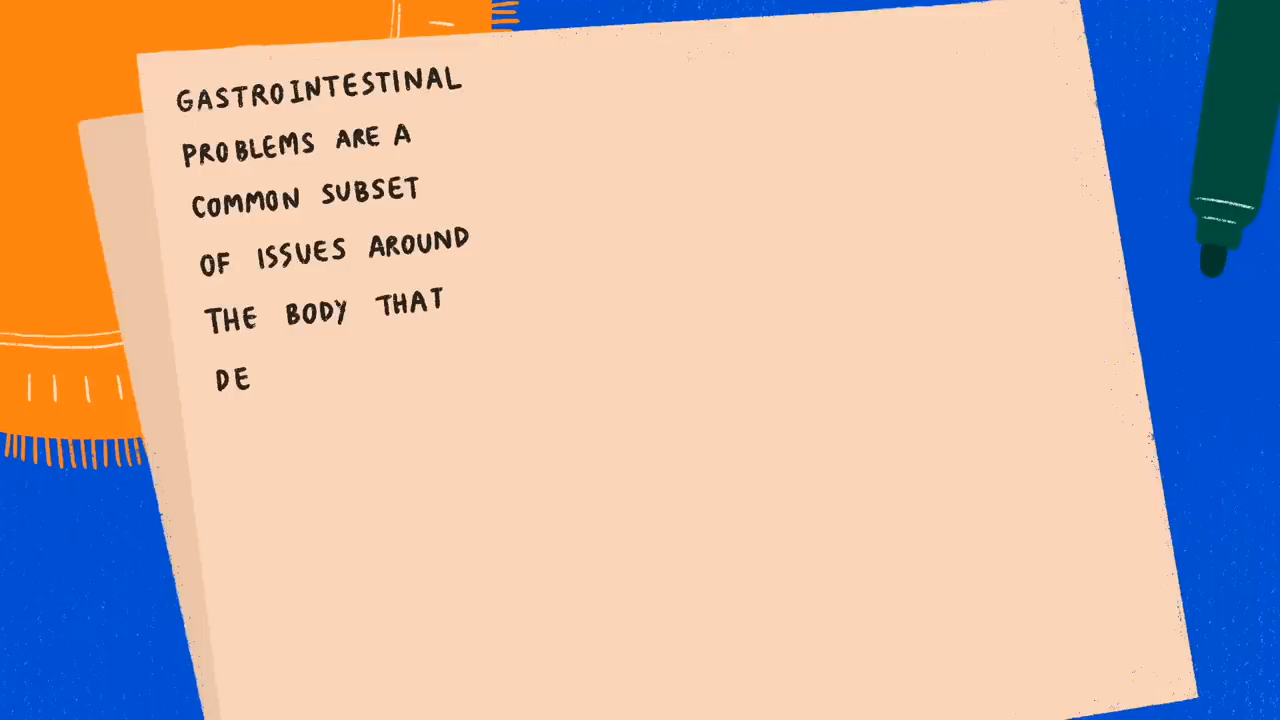 GASTROINTESTINAL
PROBLEMS ARE A
COMMON SUBSET
OF ISSUES AROUND
THE BODY THAT
DE